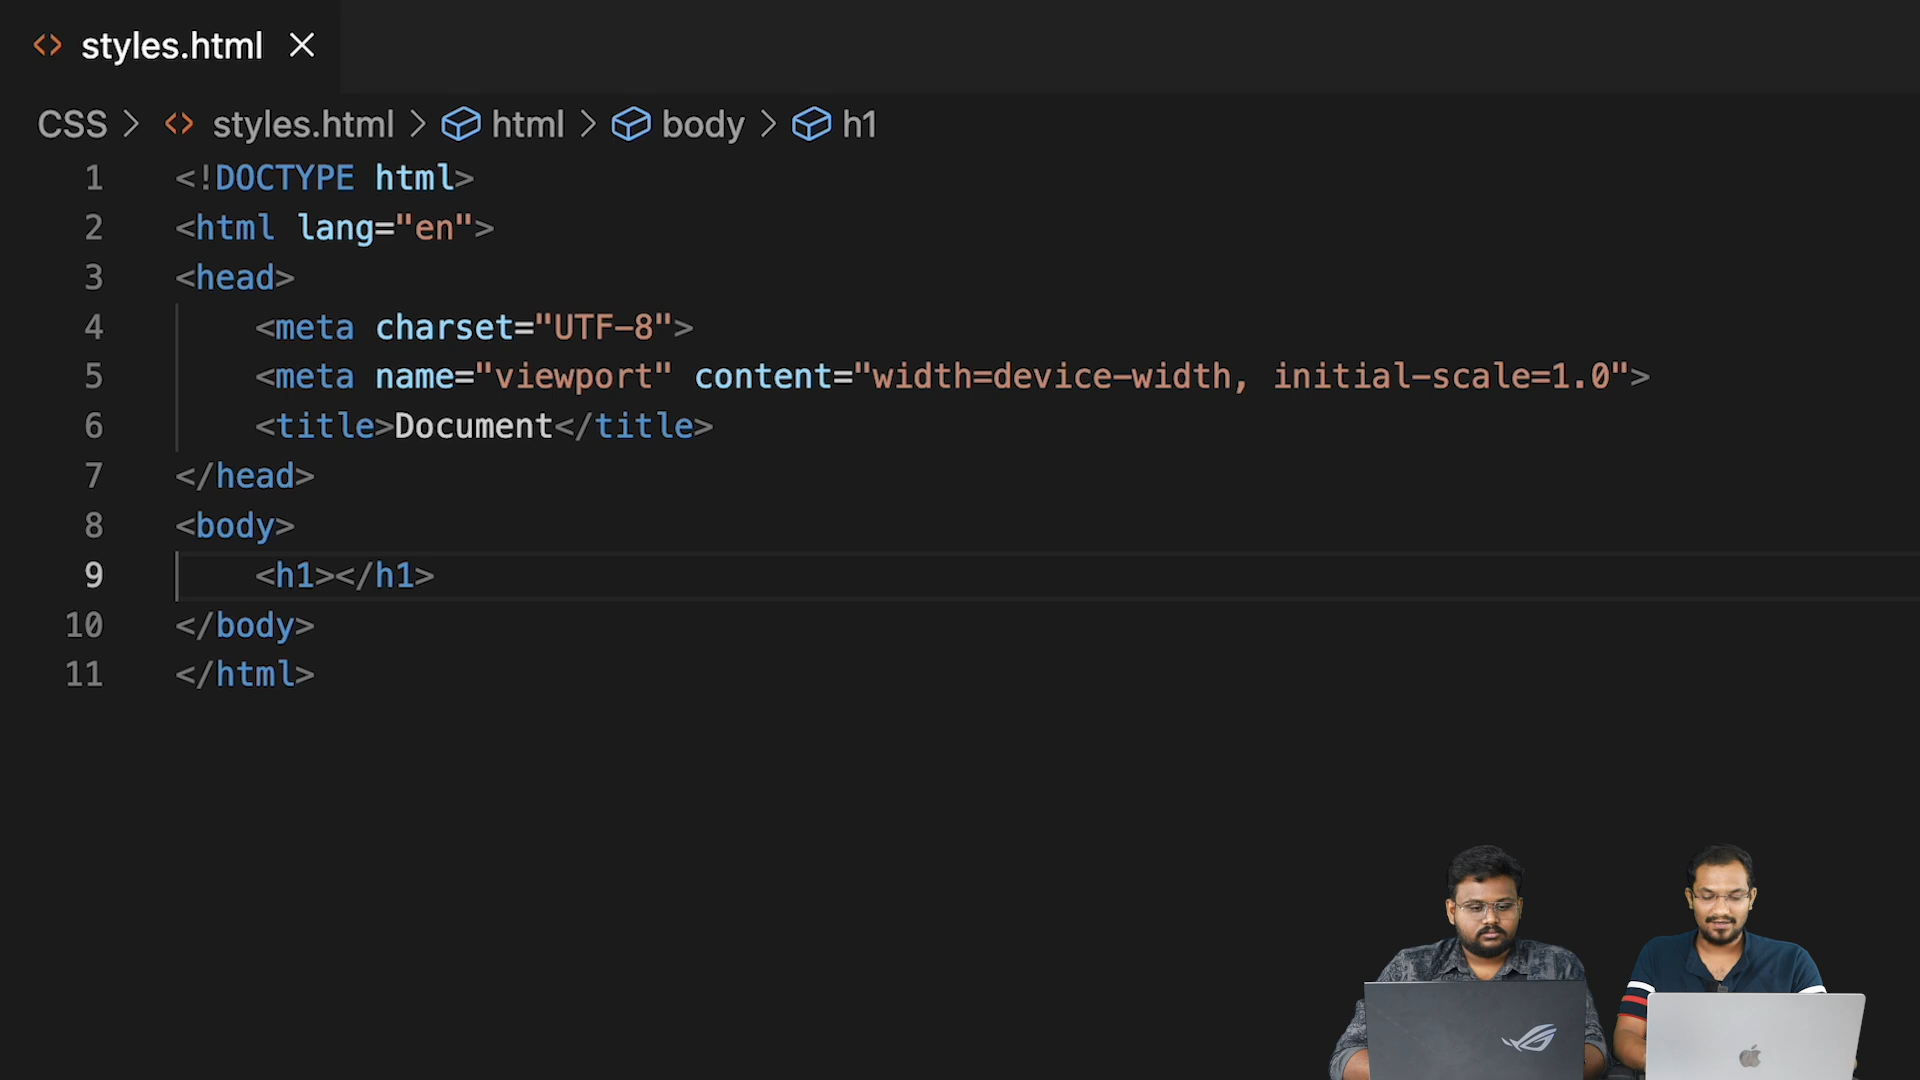 styles.html
CSS > styles.html > html > body > h1
1 <!DOCTYPE html>
2 <html lang="en">
3 <head>
4     <meta charset="UTF-8">
5     <meta name="viewport" content="width=device-width, initial-scale=1.0">
6     <title>Document</title>
7 </head>
8 <body>
9     <h1></h1>
10 </body>
11 </html>